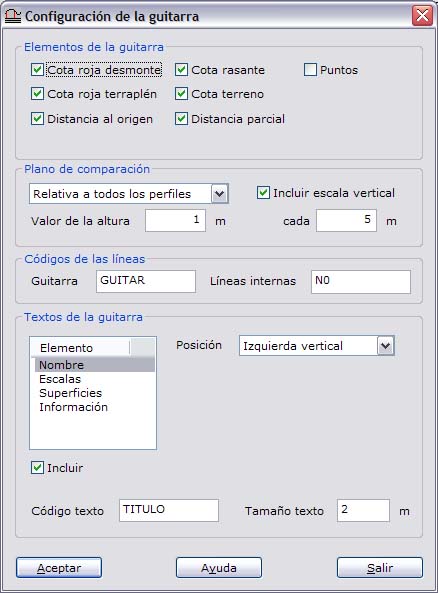 Configuración de la guitarra
Elementos de la guitarra
Cota roja desmonte Cota rasante Puntos
Cota roja terraplén Cota terreno
Distancia al origen Distancia parcial
Plano de comparación
Relativa a todos los perfiles Incluir escala vertical
Valor de la altura 1 m cada 5 m
Códigos de las líneas
Guitarra GUITAR Líneas internas N0
Textos de la guitarra
Elemento Posición Izquierda vertical
Nombre
Escalas
Superficies
Información
Incluir
Código texto TITULO Tamaño texto 2 m
Aceptar Ayuda Salir